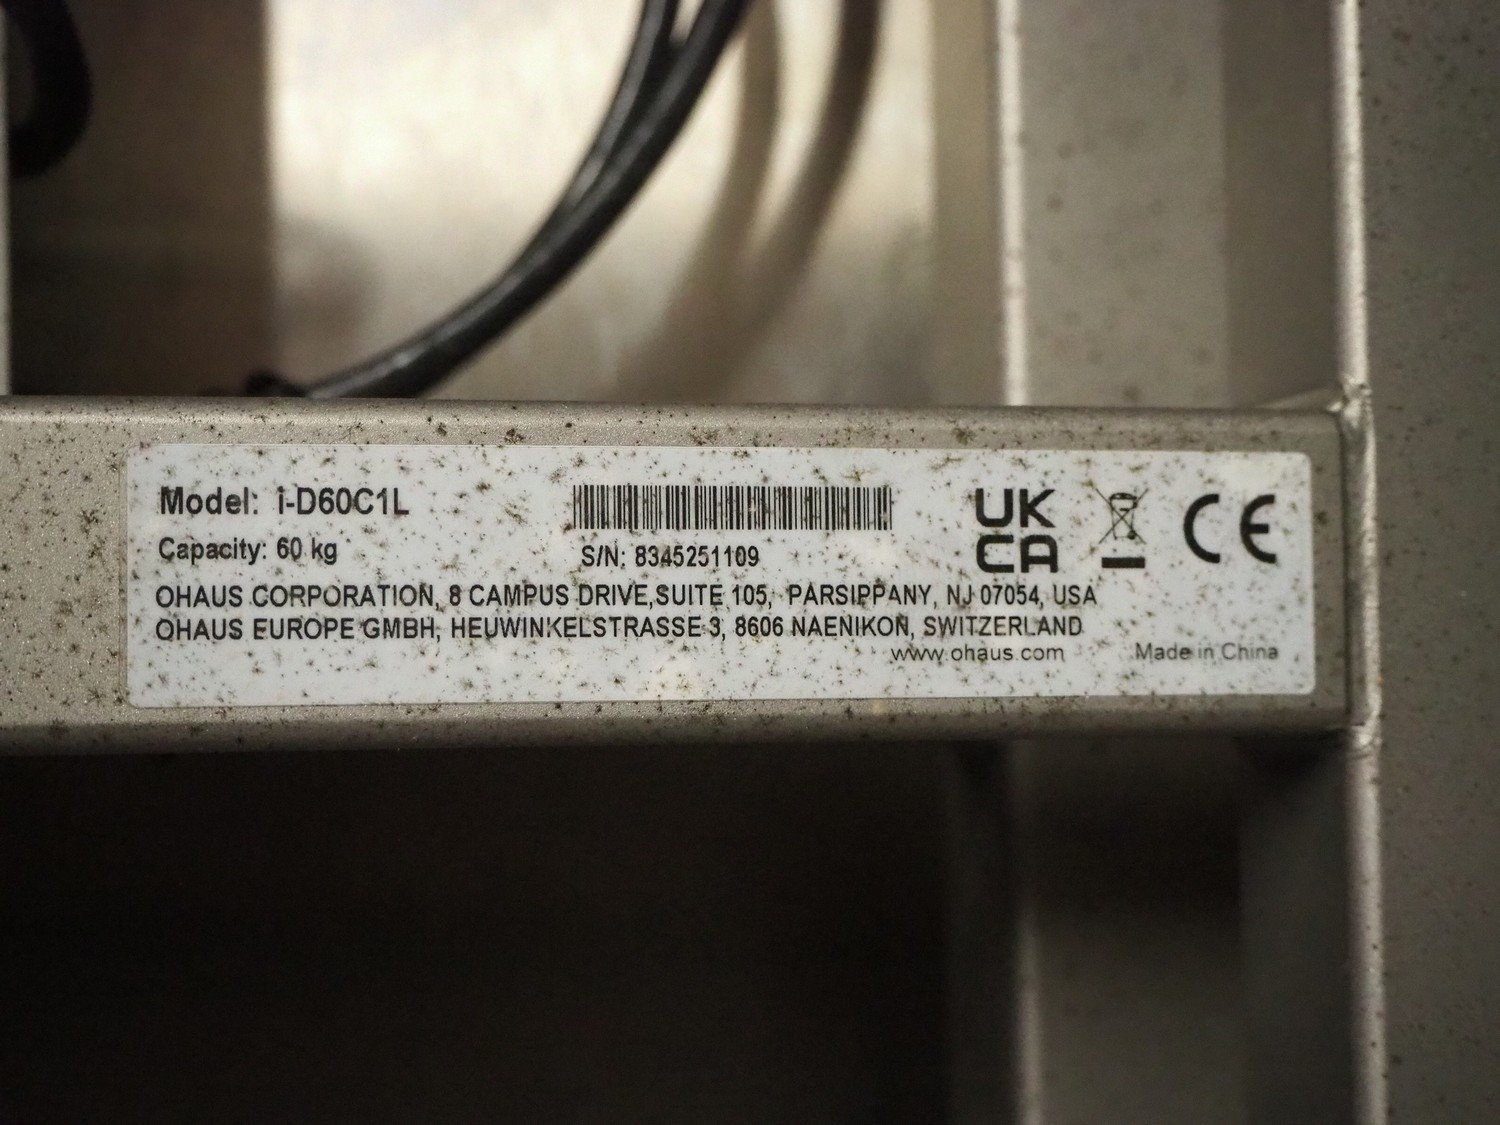 Model: i-D60C1L
Capacity: 60 kg
S/N: 8345251109
UK
CA
CE
OHAUS CORPORATION, 8 CAMPUS DRIVE,SUITE 105, PARSIPPANY, NJ 07054, USA
OHAUS EUROPE GMBH, HEUWINKELSTRASSE 3, 8606 NAENIKON, SWITZERLAND
www.ohaus.com
Made in China